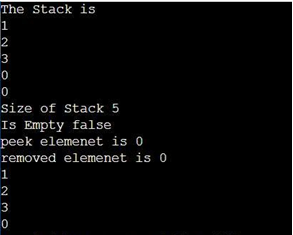 The Stack is
1
2
3
0
0
Size of Stack 5
Is Empty false
peek elemenet is 0
removed elemenet is 0
1
2
3
0